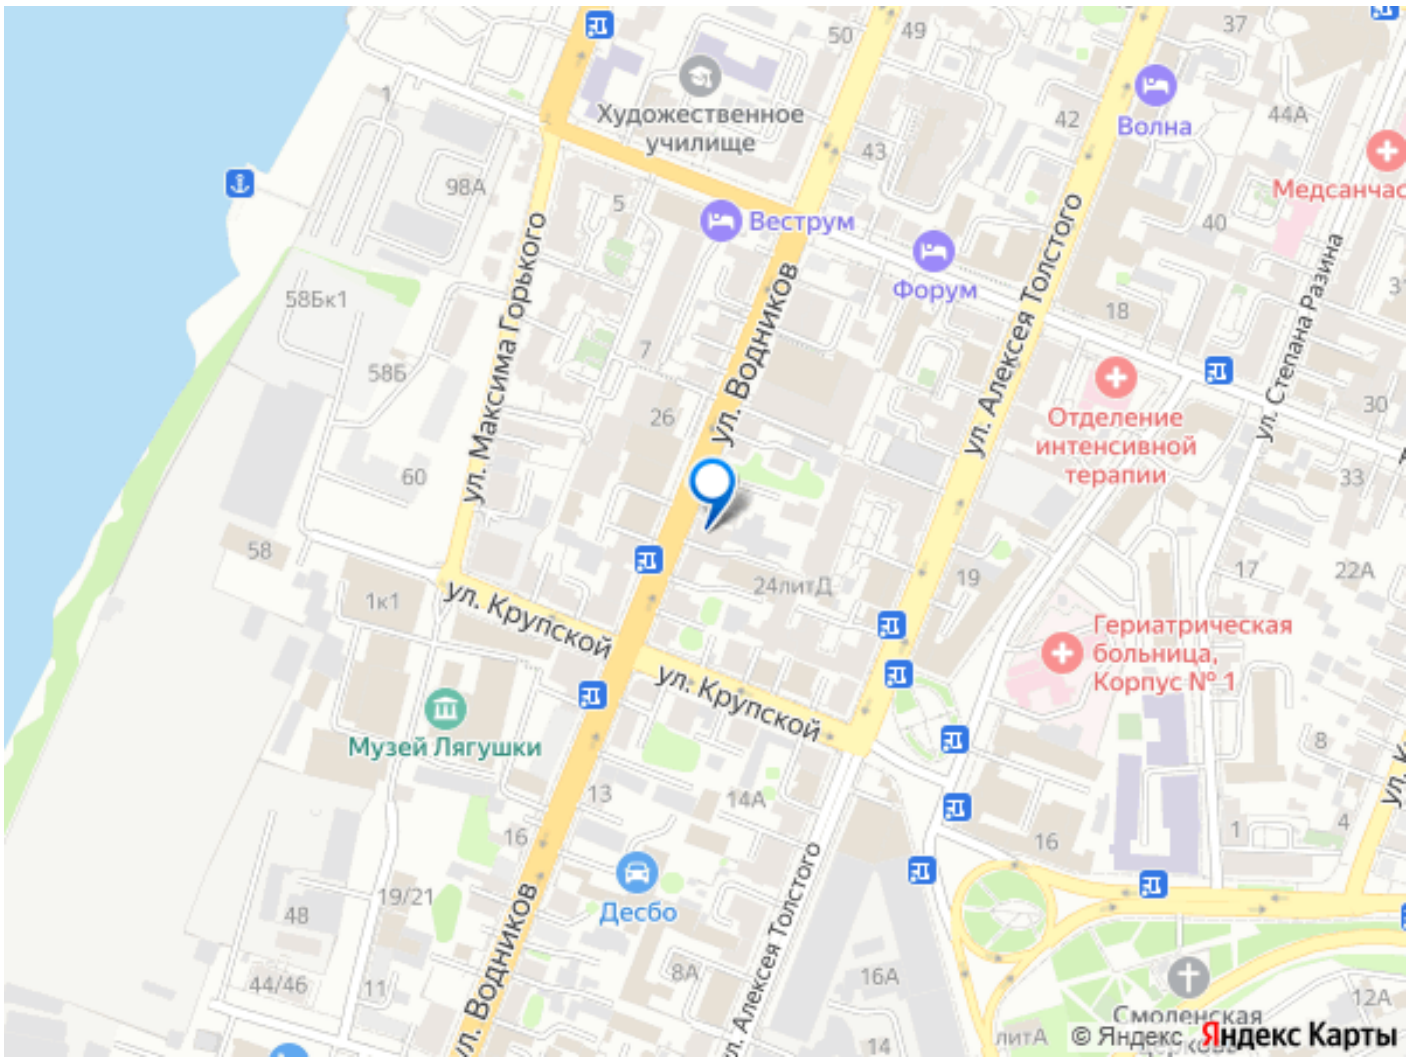 50
49
37
Художественное
училище
42
Волна
44А
1
43
Медсанчас
98А
5
Веструм
40
ул. Максима Горького
ул. Водников
Форум
ул. Алексея Толстого
ул. Степана Разина
58Бк1
18
31
7
58Б
Отделение
интенсивной
терапии
30
26
60
33
58
24литД
19
17
22А
1к1
ул. Крупской
Гериатрическая
больница,
Корпус № 1
ул. Крупской
Музей Лягушки
8
13
14А
16
16
1
4
19/21
Десбо
48
ул. Водников
ул. Алексея Толстого
8А
16А
44/46
11
12А
Смоленская
литА
14
© Яндекс Яндекс Карты